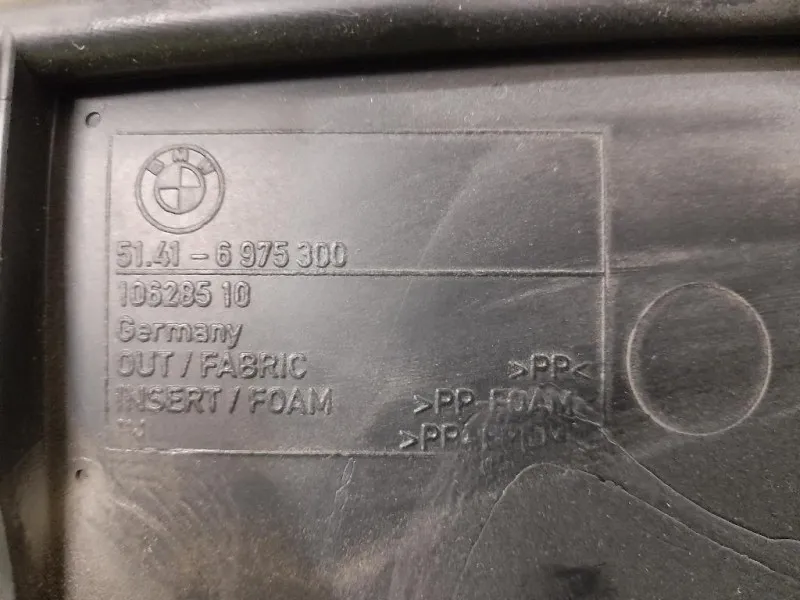 BMW
51.41 - 6 975 300
106285 10
Germany
OUT / FABRIC >PP<
INSERT / FOAM >PP-FOAM<